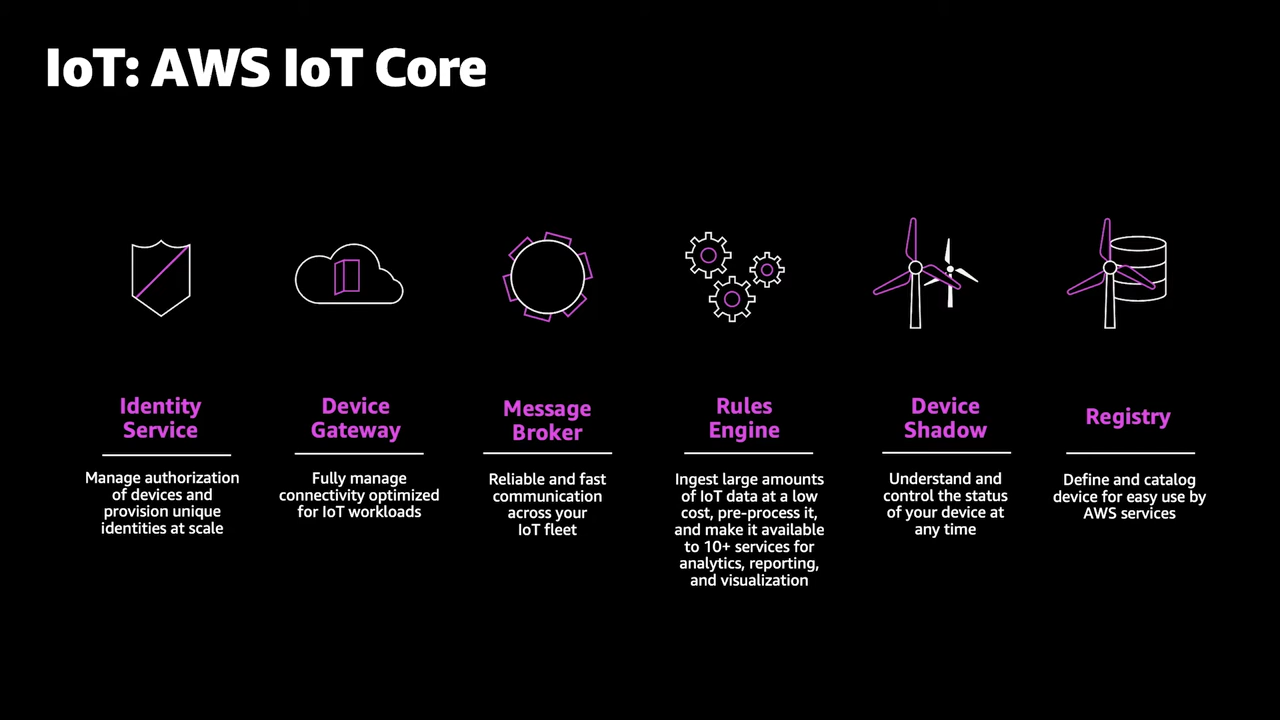 IoT: AWS IoT Core
Identity
Service
Manage authorization
of devices and
provision unique
identities at scale
Device
Gateway
Fully manage
connectivity optimized
for IoT workloads
Message
Broker
Reliable and fast
communication
across your
IoT fleet
Rules
Engine
Ingest large amounts
of IoT data at a low
cost, pre-process it,
and make it available
to 10+ services for
analytics, reporting,
and visualization
Device
Shadow
Understand and
control the status
of your device at
any time
Registry
Define and catalog
device for easy use by
AWS services